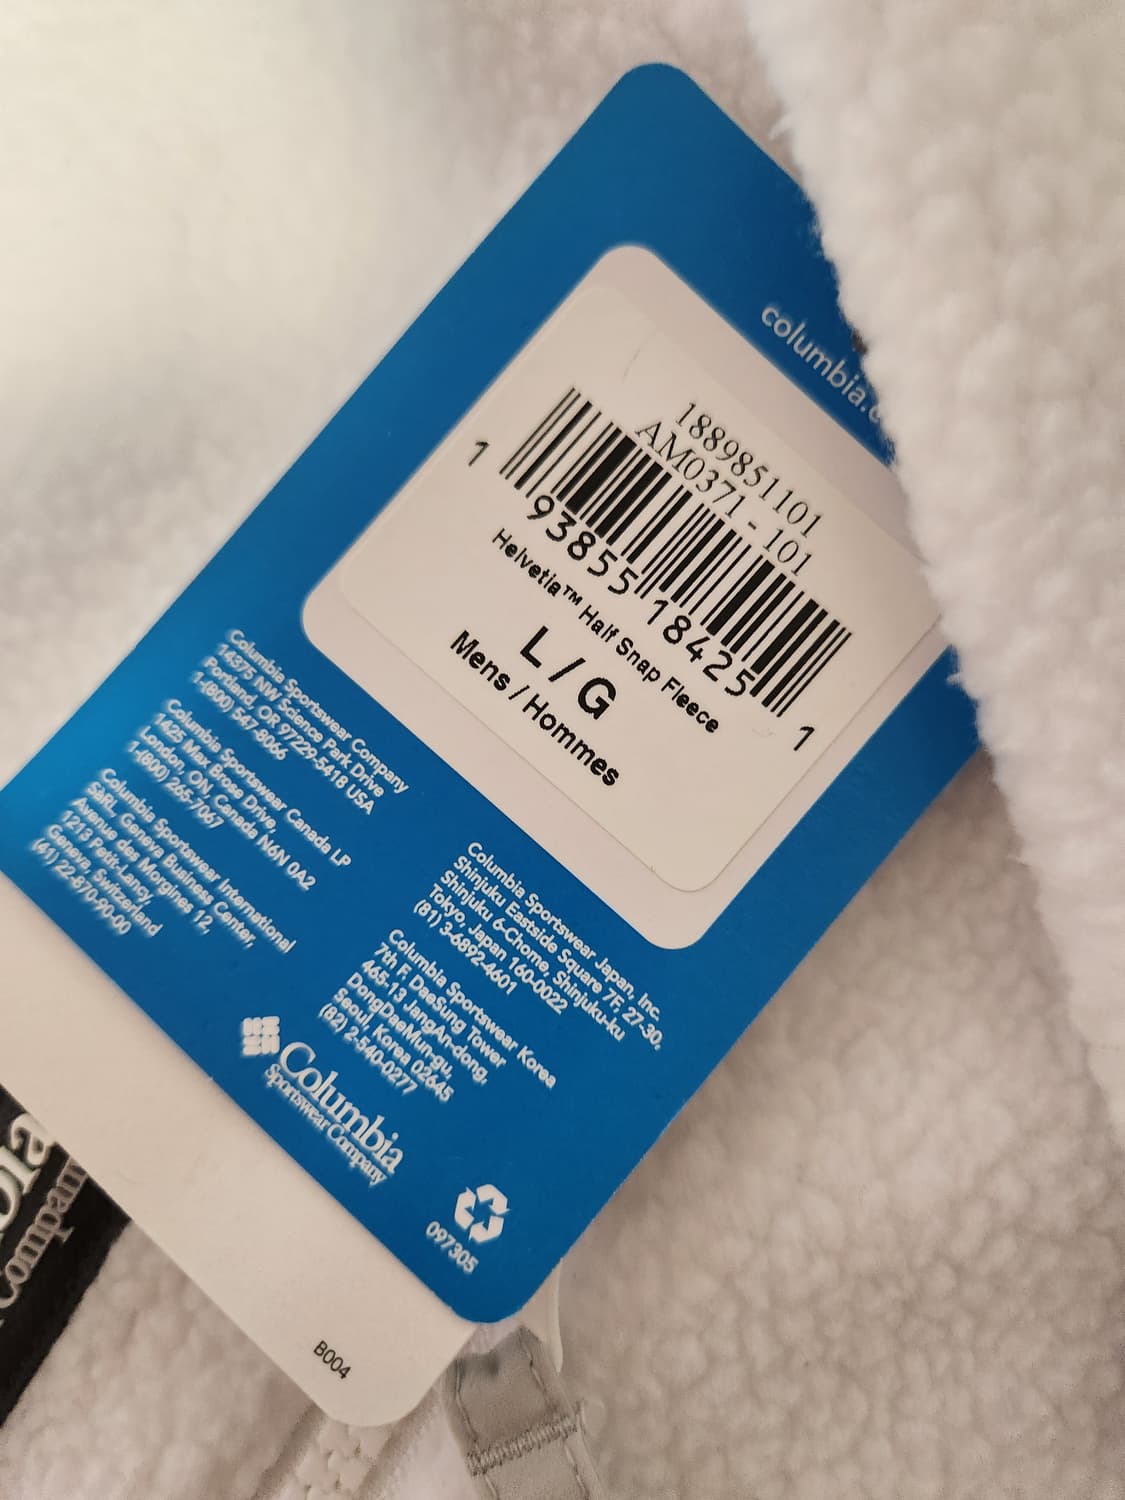 columbia.
1889851101
AM0371 - 101
1 93855 18425 1
Helvetia™ Half Snap Fleece
L / G
Mens / Hommes
Columbia Sportswear Company
14375 NW Science Park Drive
Portland, OR 97229-5418 USA
1-(800) 547-8066
Columbia Sportswear Canada LP
1425 Max Brose Drive,
London, ON, Canada N6N 0A2
1-(800) 265-7067
Columbia Sportswear International
SàRL, Geneva Business Center,
Avenue des Morgines 12,
1213 Petit-Lancy,
Geneva, Switzerland
(41) 22-870-90-00
Columbia Sportswear Japan, Inc.
Shinjuku Eastside Square 7F, 27-30,
Shinjuku 6-Chome, Shinjuku-ku
Tokyo, Japan 160-0022
(81) 3-6892-4601
Columbia Sportswear Korea
7th F, DaeSung Tower
465-13 JangAn-dong,
DongDaeMun-gu,
Seoul, Korea 02645
(82) 2-540-0277
Columbia
Sportswear Company
097305
B004
bia
Compan